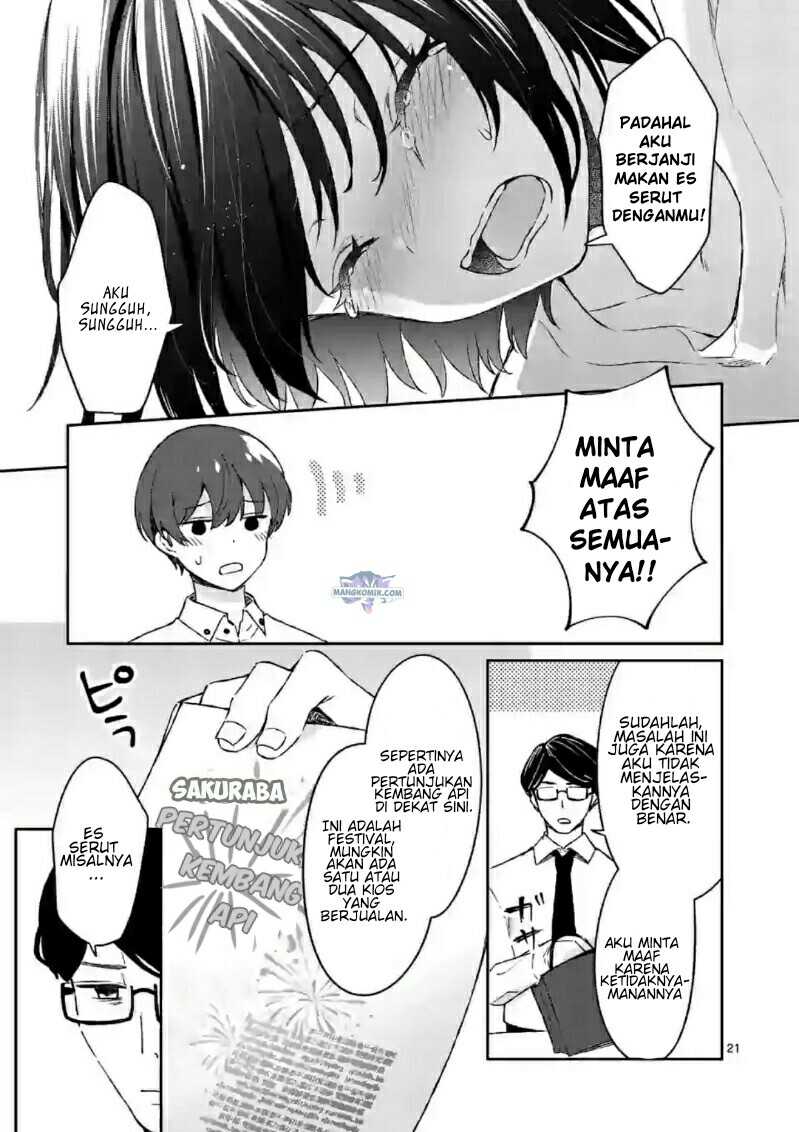 PADAHAL
AKU
BERJANJI
MAKAN ES
SERUT
DENGANMU!
AKU
SUNGGUH,
SUNGGUH...
MINTA
MAAF
ATAS
SEMUA-
NYA!!
MANGKOMIK.COM
SUDAHLAH,
MASALAH INI
JUGA KARENA
AKU TIDAK
MENJELAS-
KANNYA
DENGAN
BENAR.
ガサ
AKU MINTA
MAAF
KARENA
KETIDAKNYA-
MANANNYA
SEPERTINYA
ADA
PERTUNJUKAN
KEMBANG API
DI DEKAT SINI.
INI ADALAH
FESTIVAL,
MUNGKIN
AKAN ADA
SATU ATAU
DUA KIOS
YANG
BERJUALAN.
ピラ
SAKURABA
PERTUNJUK
KEMBANG
API
ES
SERUT
MISALNYA
...
21